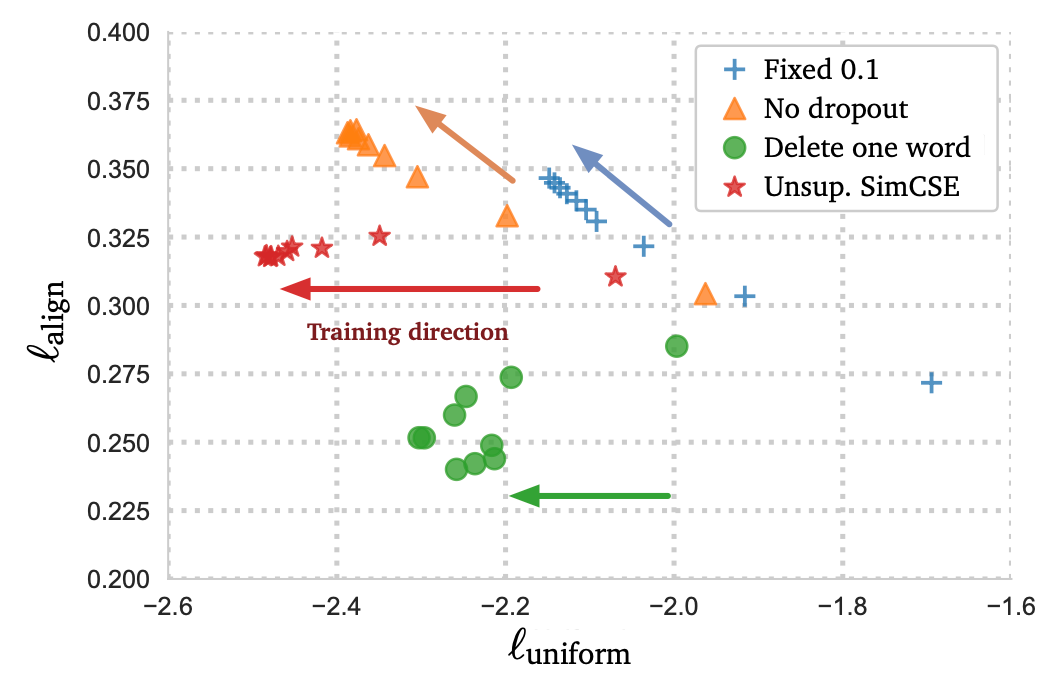 0.400
0.375
0.350
0.325
0.300
0.275
0.250
0.225
0.200
ℓalign
Fixed 0.1
No dropout
Delete one word
Unsup. SimCSE
Training direction
−2.6 −2.4 −2.2 −2.0 −1.8 −1.6
ℓuniform